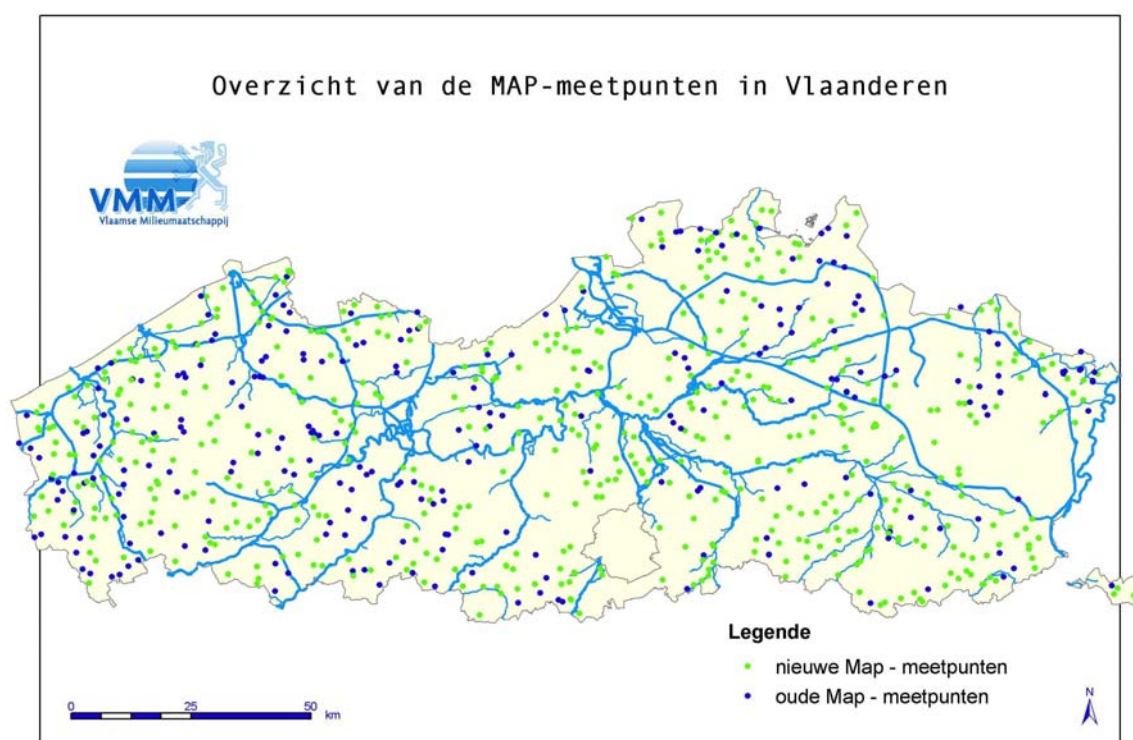 Overzicht van de MAP-meetpunten in Vlaanderen
VMM
Vlaamse Milieumaatschappij
Legende
nieuwe Map - meetpunten
oude Map - meetpunten
0 25 50 km
N